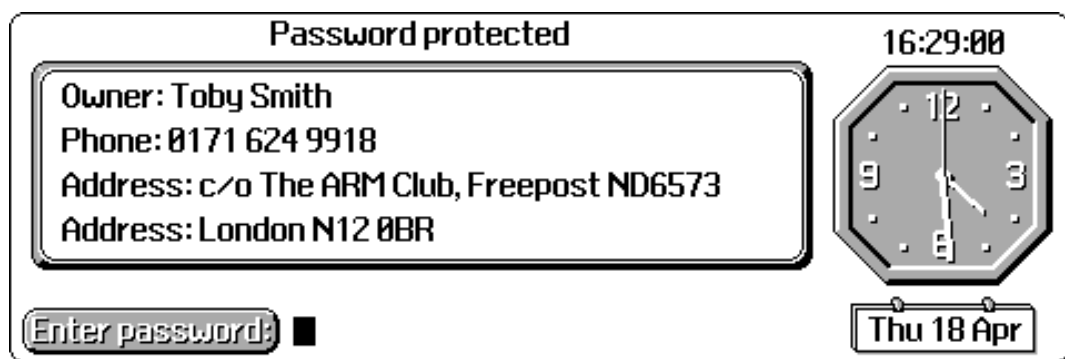 Password protected
16:29:00
Owner: Toby Smith
Phone: 0171 624 9918
Address: c/o The ARM Club, Freepost ND6573
Address: London N12 0BR
12
9
3
6
Enter password:
Thu 18 Apr